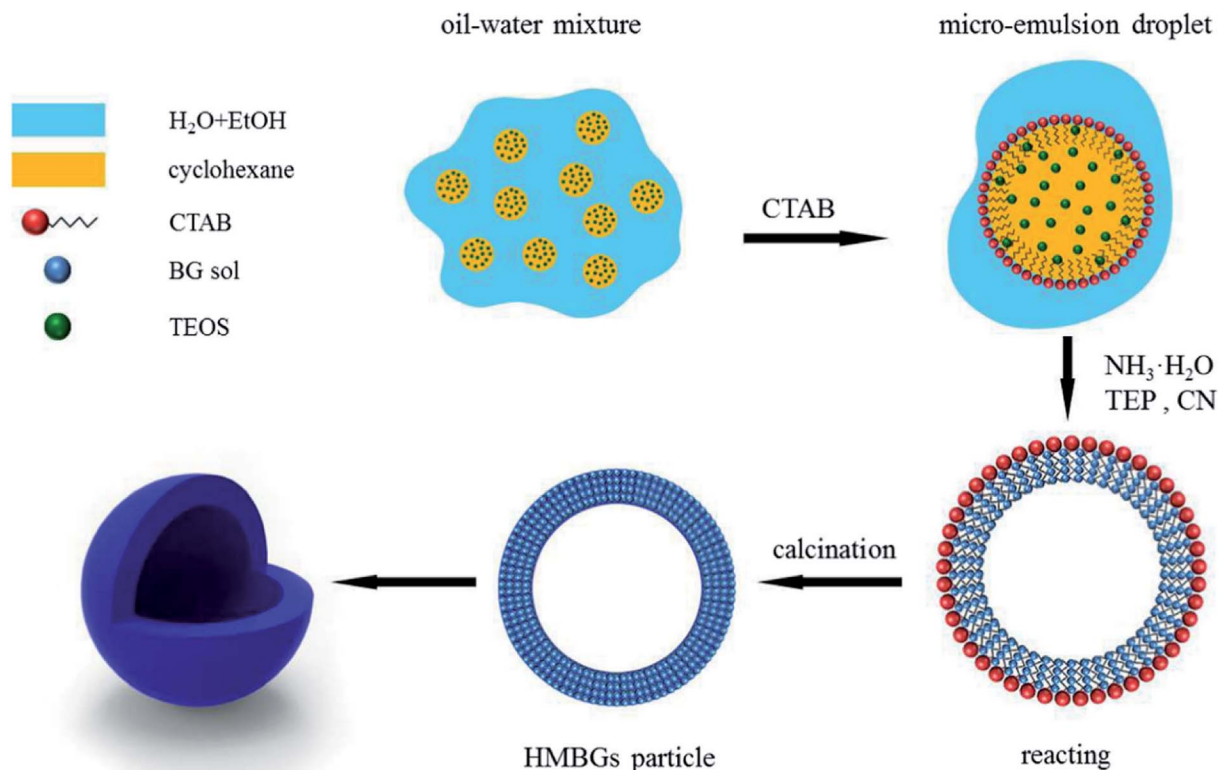 oil-water mixture
micro-emulsion droplet
H₂O+EtOH
cyclohexane
CTAB
BG sol
TEOS
CTAB
NH₃·H₂O
TEP , CN
calcination
HMBGs particle
reacting